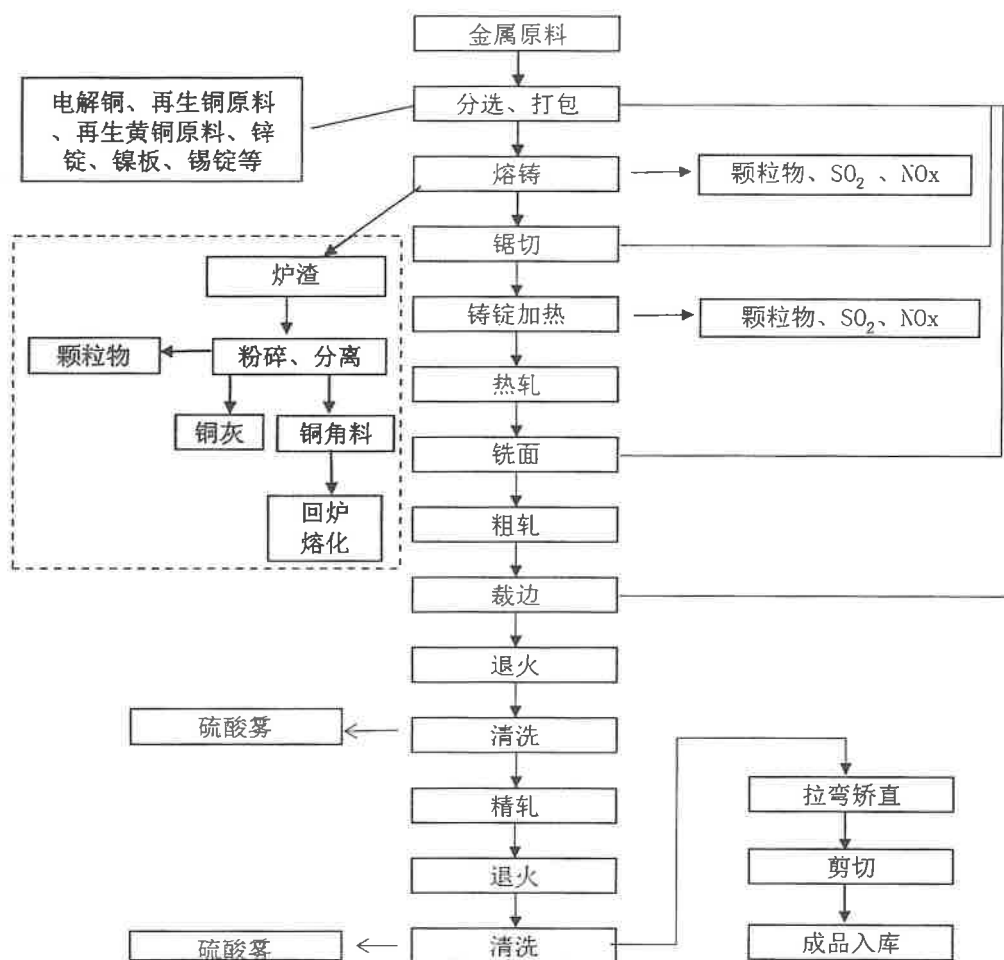 金属原料
电解铜、再生铜原料
、再生黄铜原料、锌
锭、镍板、锡锭等
分选、打包
熔铸
颗粒物、SO₂ 、NOx
锯切
炉渣
铸锭加热
颗粒物、SO₂、NOx
颗粒物
粉碎、分离
热轧
铜灰
铜角料
铣面
回炉
熔化
粗轧
裁边
退火
硫酸雾
清洗
拉弯矫直
精轧
剪切
退火
硫酸雾
清洗
成品入库